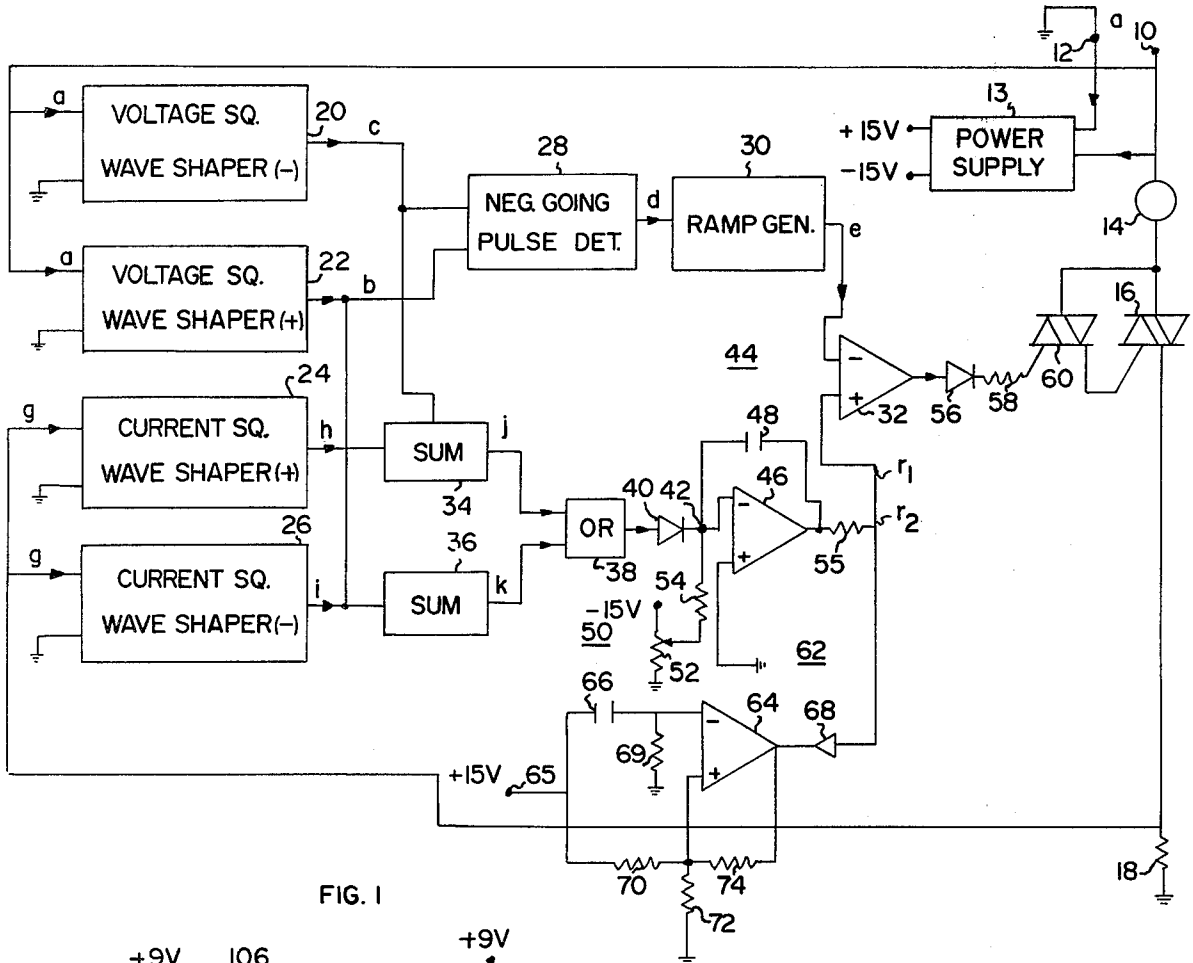 a
10
12
13
+15V
-15V
POWER
SUPPLY
14
a
VOLTAGE SQ.
WAVE SHAPER (-)
20
c
a
VOLTAGE SQ.
WAVE SHAPER (+)
22
b
28
NEG. GOING
PULSE DET.
d
30
RAMP GEN.
e
16
60
24
g
CURRENT SQ.
WAVE SHAPER (+)
h
SUM
34
j
44
-
+
32
56
58
48
r1
r2
26
g
CURRENT SQ.
WAVE SHAPER (-)
i
36
SUM
k
OR
38
40
42
46
-
+
55
54
-15V
50
52
62
66
64
68
69
-
+
+15V
65
70
74
72
18
FIG. 1
+9V
106
+9V